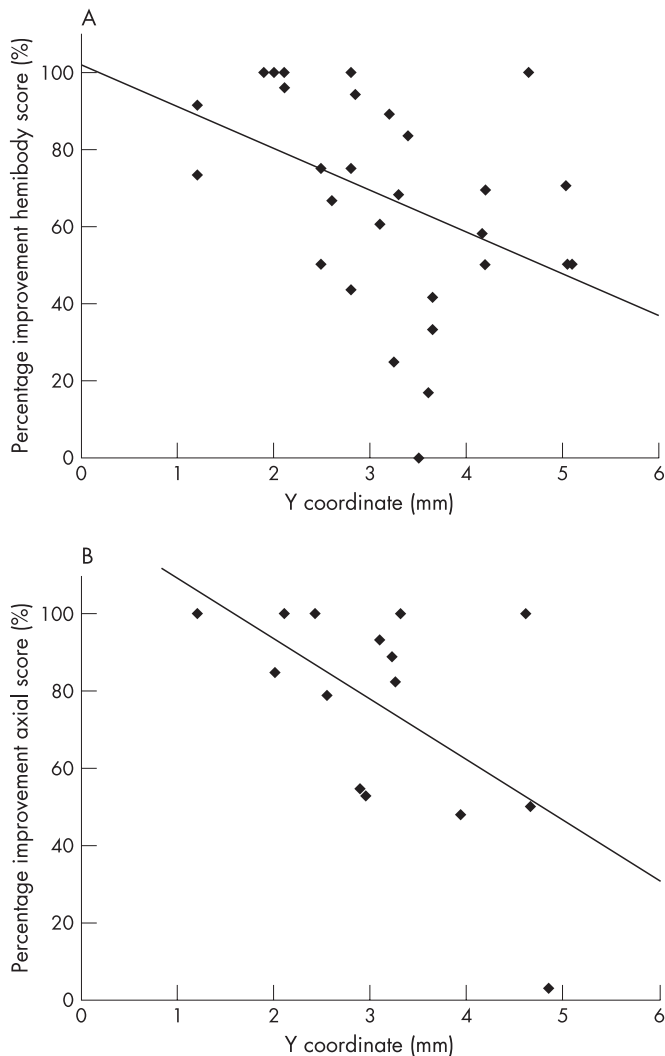 A
Percentage improvement hemibody score (%)
100
80
60
40
20
0
0 1 2 3 4 5 6
Y coordinate (mm)
B
Percentage improvement axial score (%)
100
80
60
40
20
0
0 1 2 3 4 5 6
Y coordinate (mm)